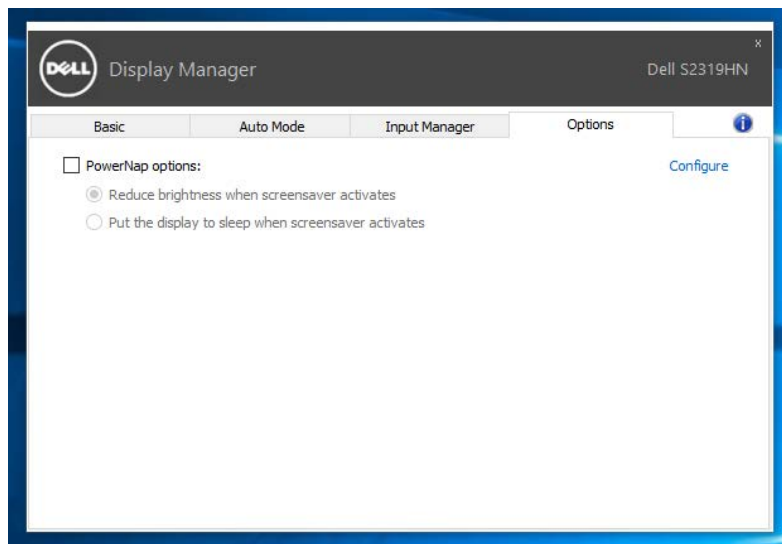 DELL Display Manager
x
Dell S2319HN
Basic Auto Mode Input Manager Options i
PowerNap options: Configure
Reduce brightness when screensaver activates
Put the display to sleep when screensaver activates